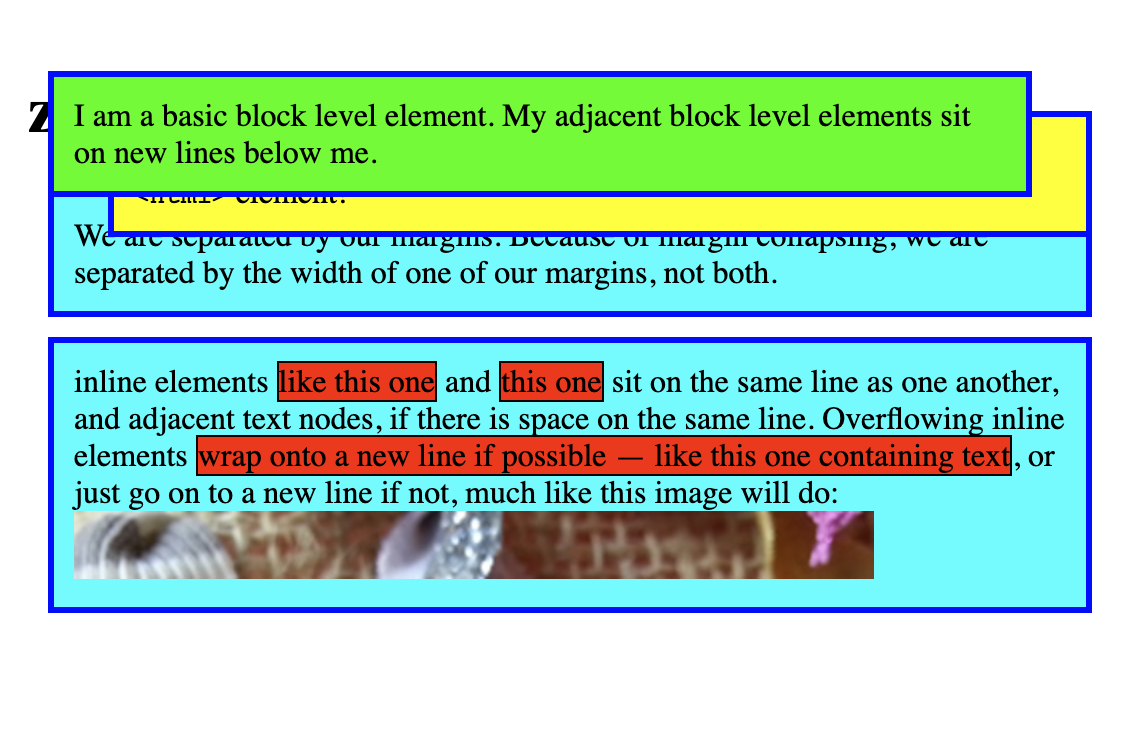 z
I am a basic block level element. My adjacent block level elements sit
on new lines below me.
<html> element.
We are separated by our margins. Because of margin collapsing, we are
separated by the width of one of our margins, not both.
inline elements like this one and this one sit on the same line as one another,
and adjacent text nodes, if there is space on the same line. Overflowing inline
elements wrap onto a new line if possible — like this one containing text, or
just go on to a new line if not, much like this image will do: